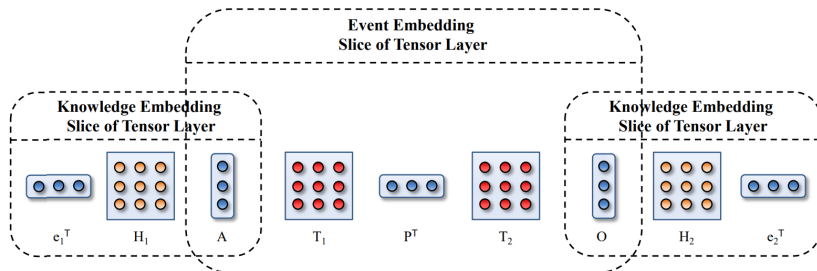 Event Embedding
Slice of Tensor Layer
Knowledge Embedding
Slice of Tensor Layer
Knowledge Embedding
Slice of Tensor Layer
e₁ᵀ H₁ A T₁ Pᵀ T₂ O H₂ e₂ᵀ